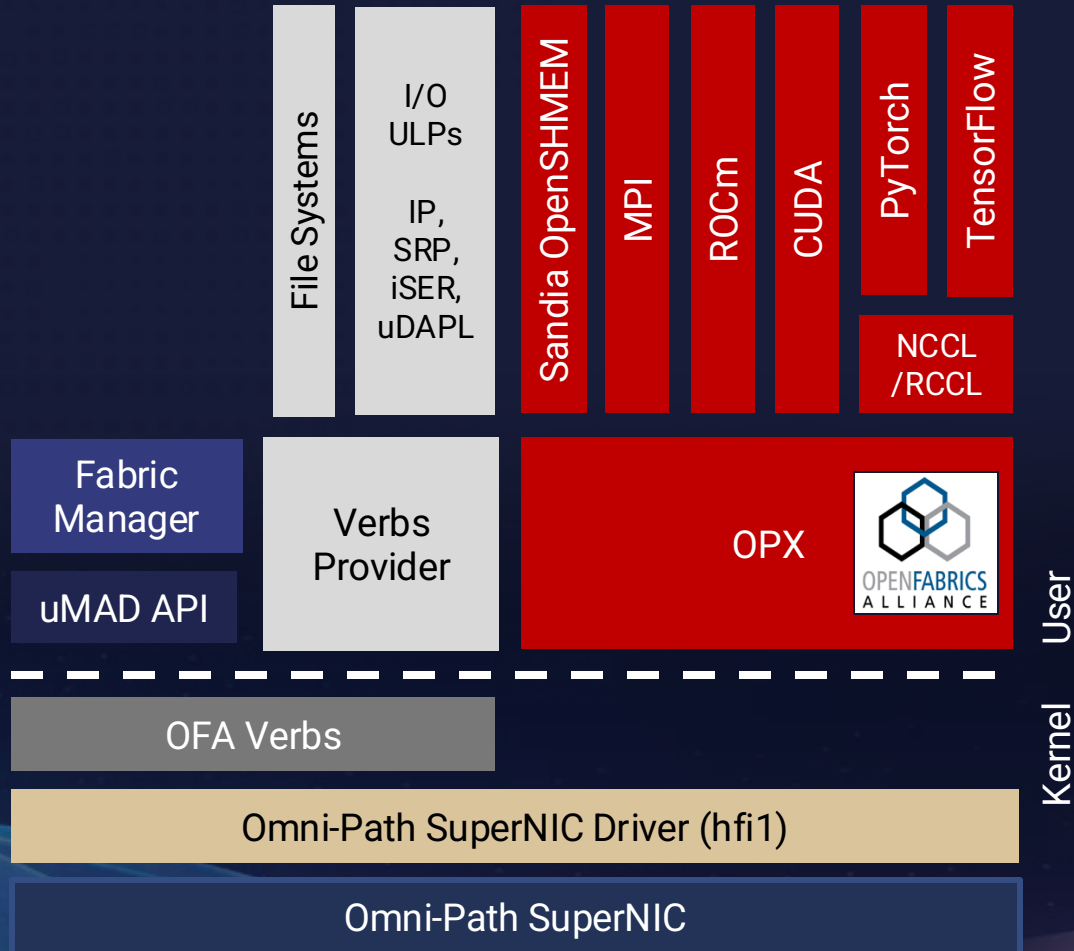 File Systems
I/O
ULPs
IP,
SRP,
iSER,
uDAPL
Sandia OpenSHMEM
MPI
ROCm
CUDA
PyTorch
TensorFlow
NCCL
/RCCL
Fabric
Manager
uMAD API
Verbs
Provider
OPX
OPENFABRICS
ALLIANCE
User
Kernel
OFA Verbs
Omni-Path SuperNIC Driver (hfi1)
Omni-Path SuperNIC